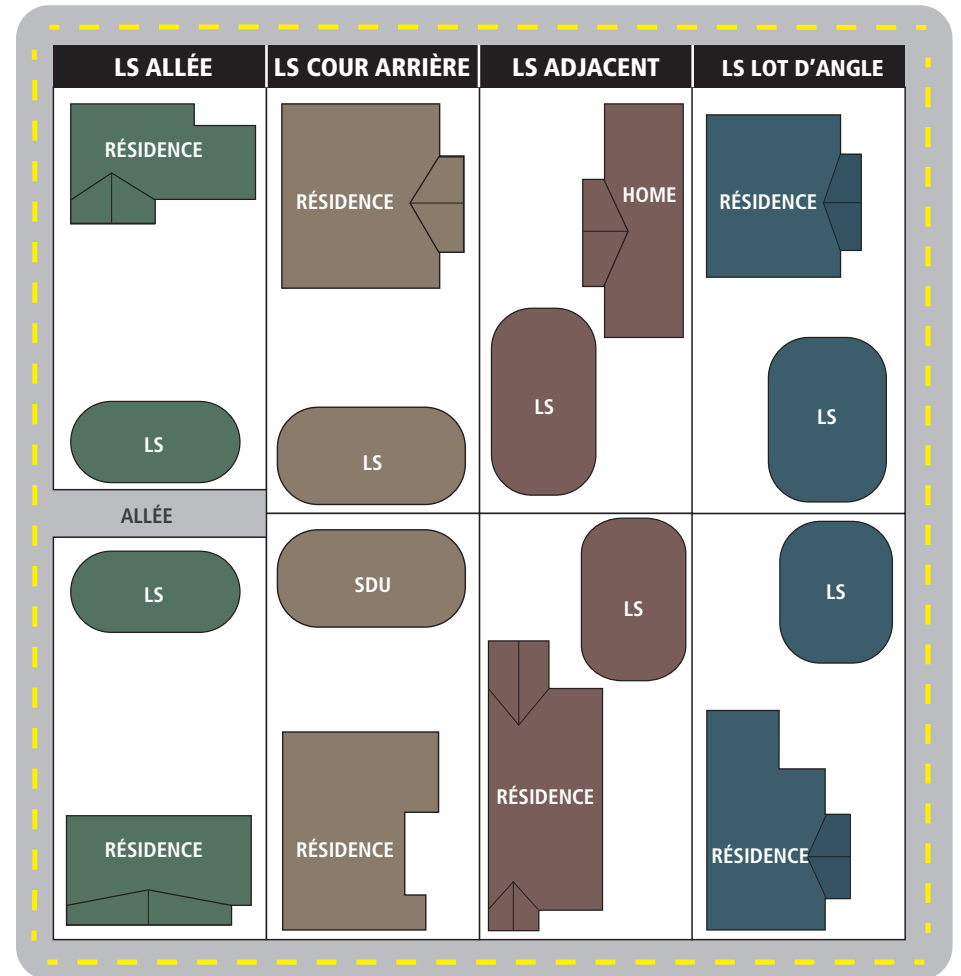 LS ALLÉE
LS COUR ARRIÈRE
LS ADJACENT
LS LOT D’ANGLE
RÉSIDENCE
RÉSIDENCE
HOME
RÉSIDENCE
LS
LS
LS
LS
ALLÉE
LS
SDU
LS
LS
RÉSIDENCE
RÉSIDENCE
RÉSIDENCE
RÉSIDENCE